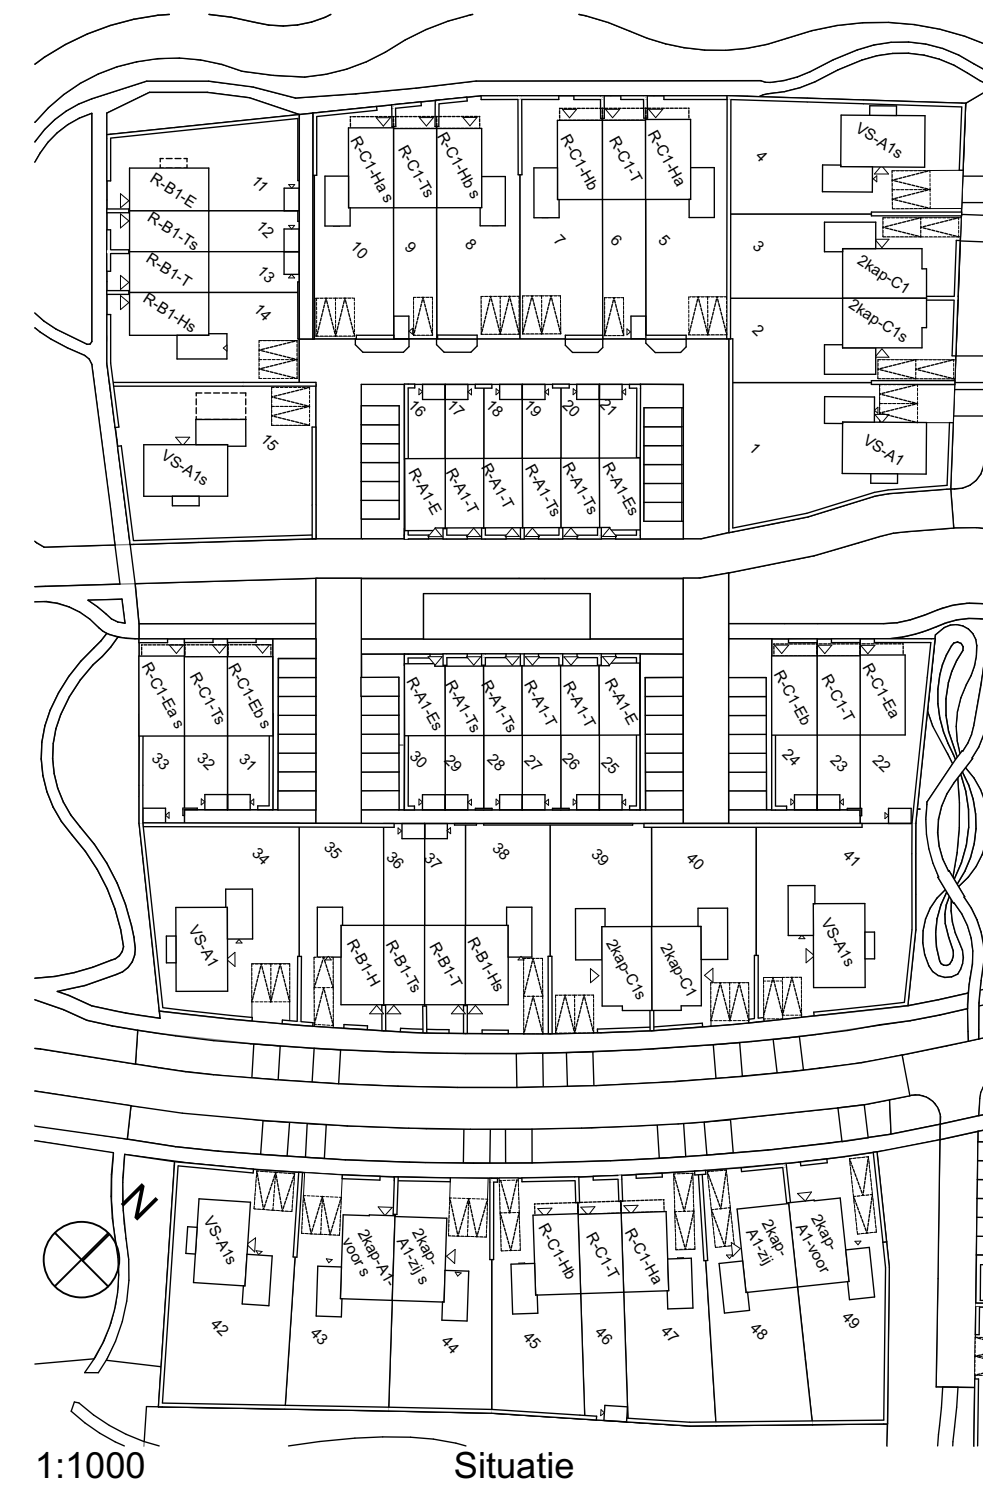 R-C1-Ha s
R-C1-Ts
R-C1-Hb s
R-C1-Hb
R-C1-T
R-C1-Ha
4
VS-A1s
11
R-B1-E
12
R-B1-Ts
13
R-B1-T
14
R-B1-Hs
10
9
8
7
6
5
3
2kap-C1
2
2kap-C1s
15
VS-A1s
16
17
18
19
20
21
R-A1-E
R-A1-T
R-A1-T
R-A1-Ts
R-A1-Ts
R-A1-Es
1
VS-A1
R-C1-Ea s
R-C1-Ts
R-C1-Eb s
R-A1-Es
R-A1-Ts
R-A1-Ts
R-A1-T
R-A1-T
R-A1-E
R-C1-Eb
R-C1-T
R-C1-Ea
33
32
31
30
29
28
27
26
25
24
23
22
34
35
36
37
38
39
40
41
VS-A1
R-B1-H
R-B1-Ts
R-B1-T
R-B1-Hs
2kap-C1s
2kap-C1
VS-A1s
N
VS-A1s
2kap-A1-
voor s
2kap-
A1-zij s
R-C1-Hb
R-C1-T
R-C1-Ha
2kap-
A1-zij
2kap-
A1-voor
42
43
44
45
46
47
48
49
1:1000
Situatie